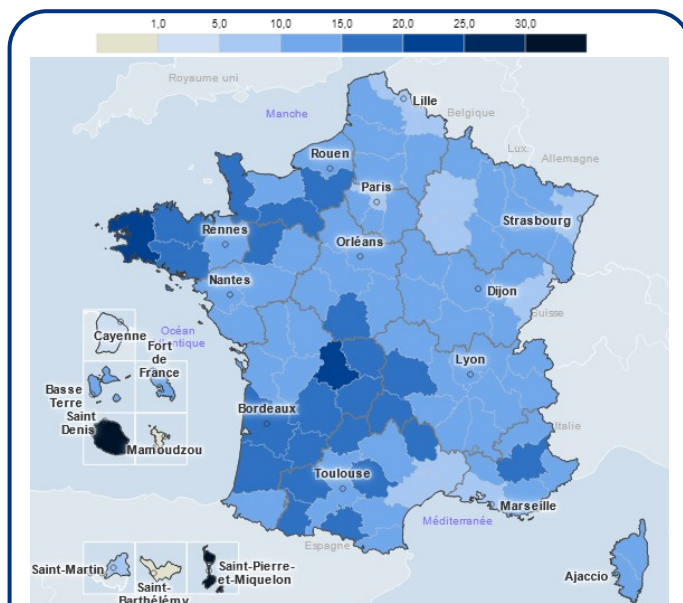 1,0 5,0 10,0 15,0 20,0 25,0 30,0
Royaume uni
Lille
Manche
Belgique
Lux.
Rouen
Allemagne
Paris
Strasbourg
Rennes
Orléans
Nantes
Dijon
Suisse
Cayenne
Océan
Atlantique
Fort
de
France
Lyon
Basse
Terre
Bordeaux
Saint
Denis
Italie
Mamoudzou
Toulouse
Marseille
Méditerranée
Espagne
Saint-Martin
Saint-Pierre-
et-Miquelon
Saint-
Barthélémy
Ajaccio